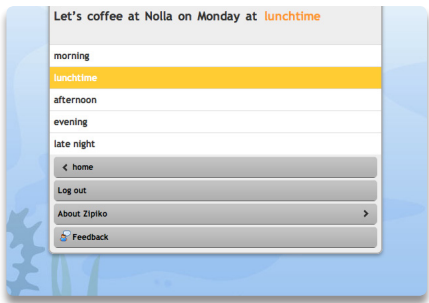 Let's coffee at Nolla on Monday at lunchtime
morning
lunchtime
afternoon
evening
late night
home
Log out
About Zipiko
Feedback